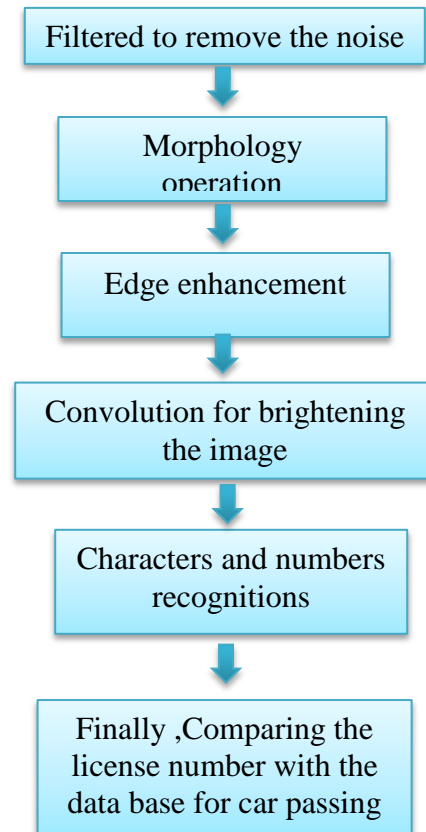 Filtered to remove the noise
Morphology
operation
Edge enhancement
Convolution for brightening
the image
Characters and numbers
recognitions
Finally ,Comparing the
license number with the
data base for car passing